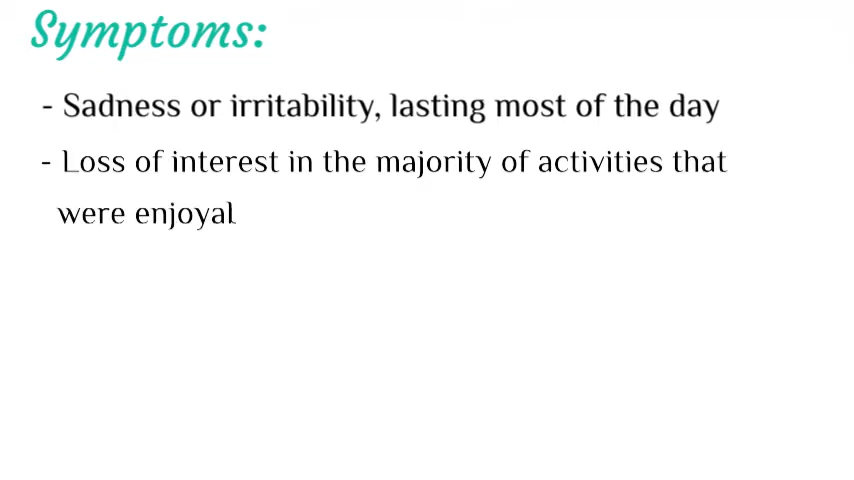 Symptoms:
- Sadness or irritability, lasting most of the day
- Loss of interest in the majority of activities that
were enjoyal